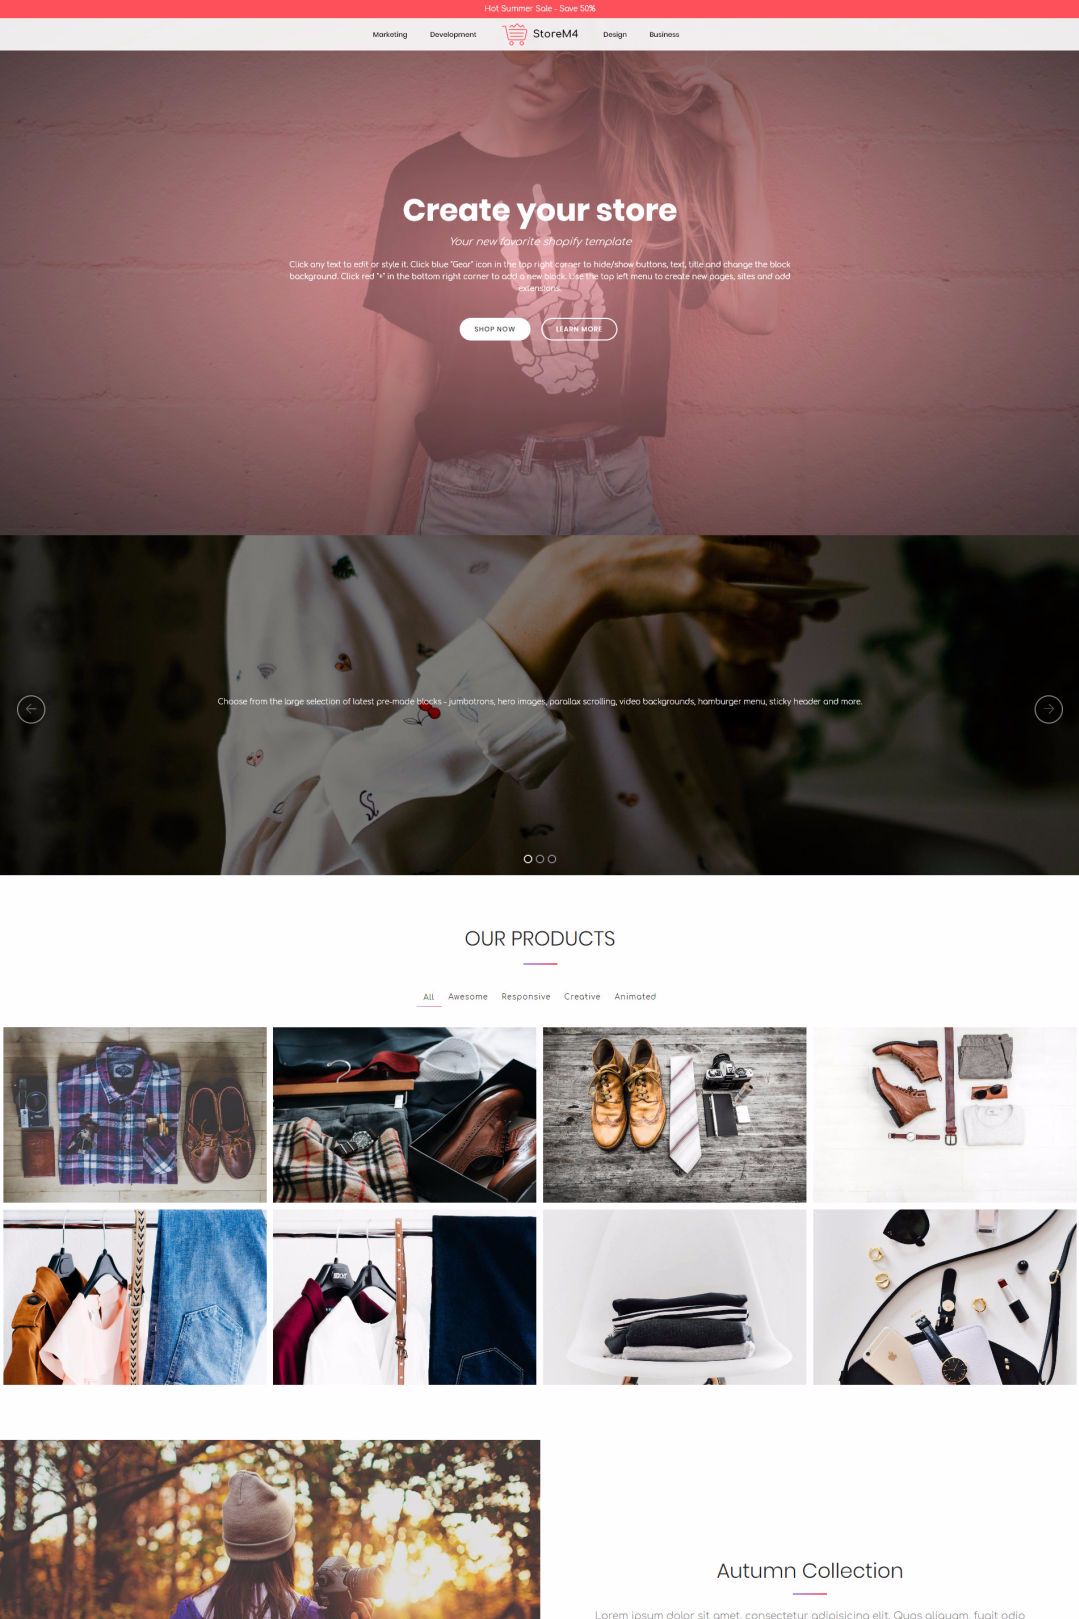 Hot Summer Sale - Save 50%
Marketing Development StoreM4 Design Business
Create your store
Your new favorite shopify template
Click any text to edit or style it. Click blue "Gear" icon in the top right corner to hide/show buttons, text, title and change the block
background. Click red "+" in the bottom right corner to add a new block. Use the top left menu to create new pages, sites and add
extensions.
SHOP NOW LEARN MORE
Choose from the large selection of latest pre-made blocks - jumbotrons, hero images, parallax scrolling, video backgrounds, hamburger menu, sticky header and more.
OUR PRODUCTS
All Awesome Responsive Creative Animated
Autumn Collection
Lorem ipsum dolor sit amet, consectetur adipisicing elit. Quos aliquam, fugit odio